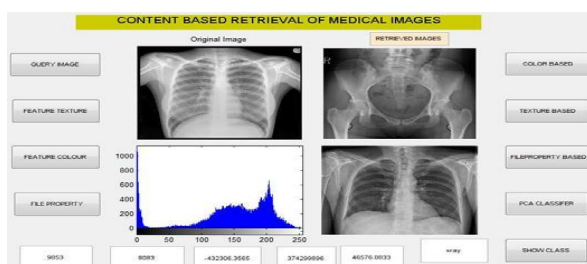 CONTENT BASED RETRIEVAL OF MEDICAL IMAGES
Original Image
RETRIEVED IMAGES
QUERY IMAGE
COLOR BASED
R
FEATURE TEXTURE
TEXTURE BASED
FEATURE COLOUR
FILEPROPERTY BASED
1000
800
600
400
200
0
0 50 100 150 200 250
FILE PROPERTY
PCA CLASSIFER
SHOW CLASS
.9853
8083
-432306.3565
374299896
46576.0833
xray